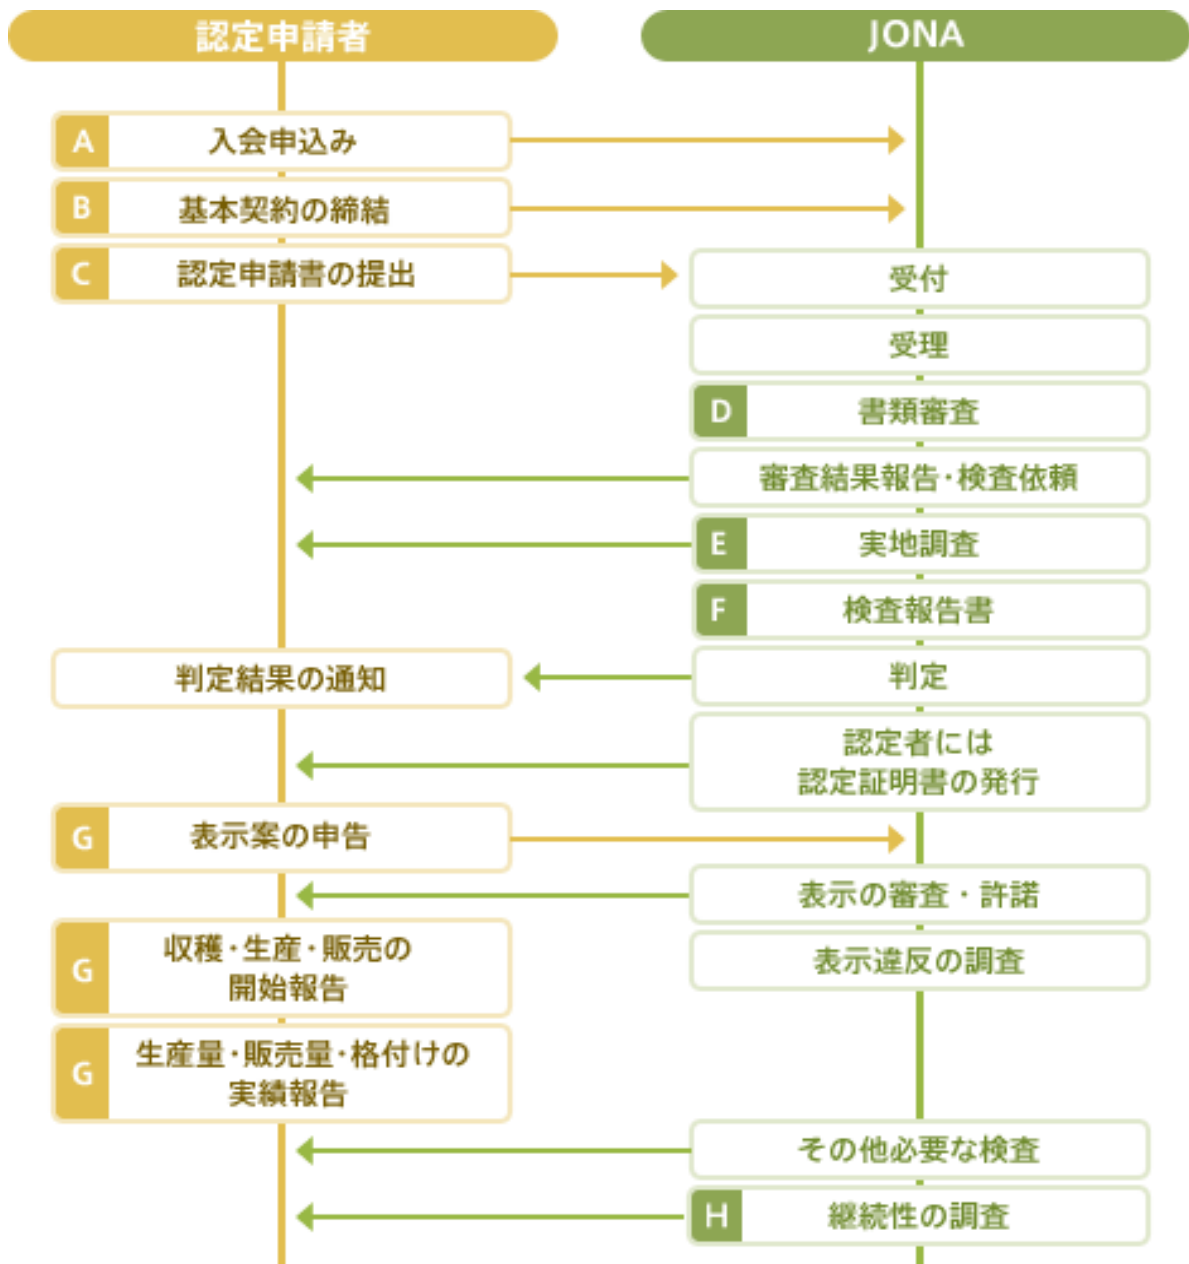 認定申請者
JONA
A 入会申込み
B 基本契約の締結
C 認定申請書の提出
受付
受理
D 書類審査
審査結果報告・検査依頼
E 実地調査
F 検査報告書
判定結果の通知
判定
認定者には
認定証明書の発行
G 表示案の申告
表示の審査・許諾
G 収穫・生産・販売の
開始報告
表示違反の調査
G 生産量・販売量・格付けの
実績報告
その他必要な検査
H 継続性の調査